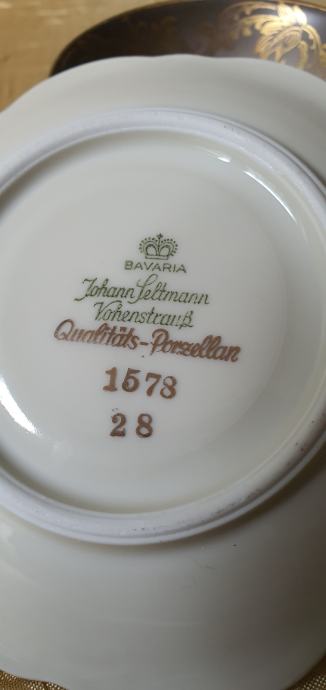 BAVARIA
Johann Seltmann
Vohenstrauß
Qualitäts-Porzellan
1578
28